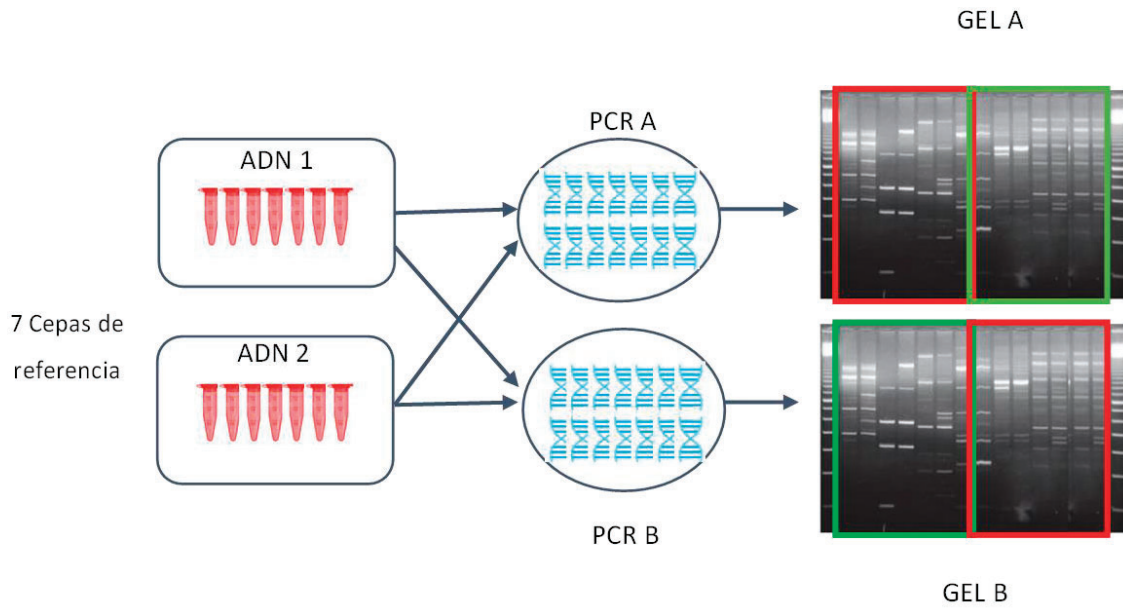 GEL A
PCR A
ADN 1
7 Cepas de
referencia
ADN 2
PCR B
GEL B